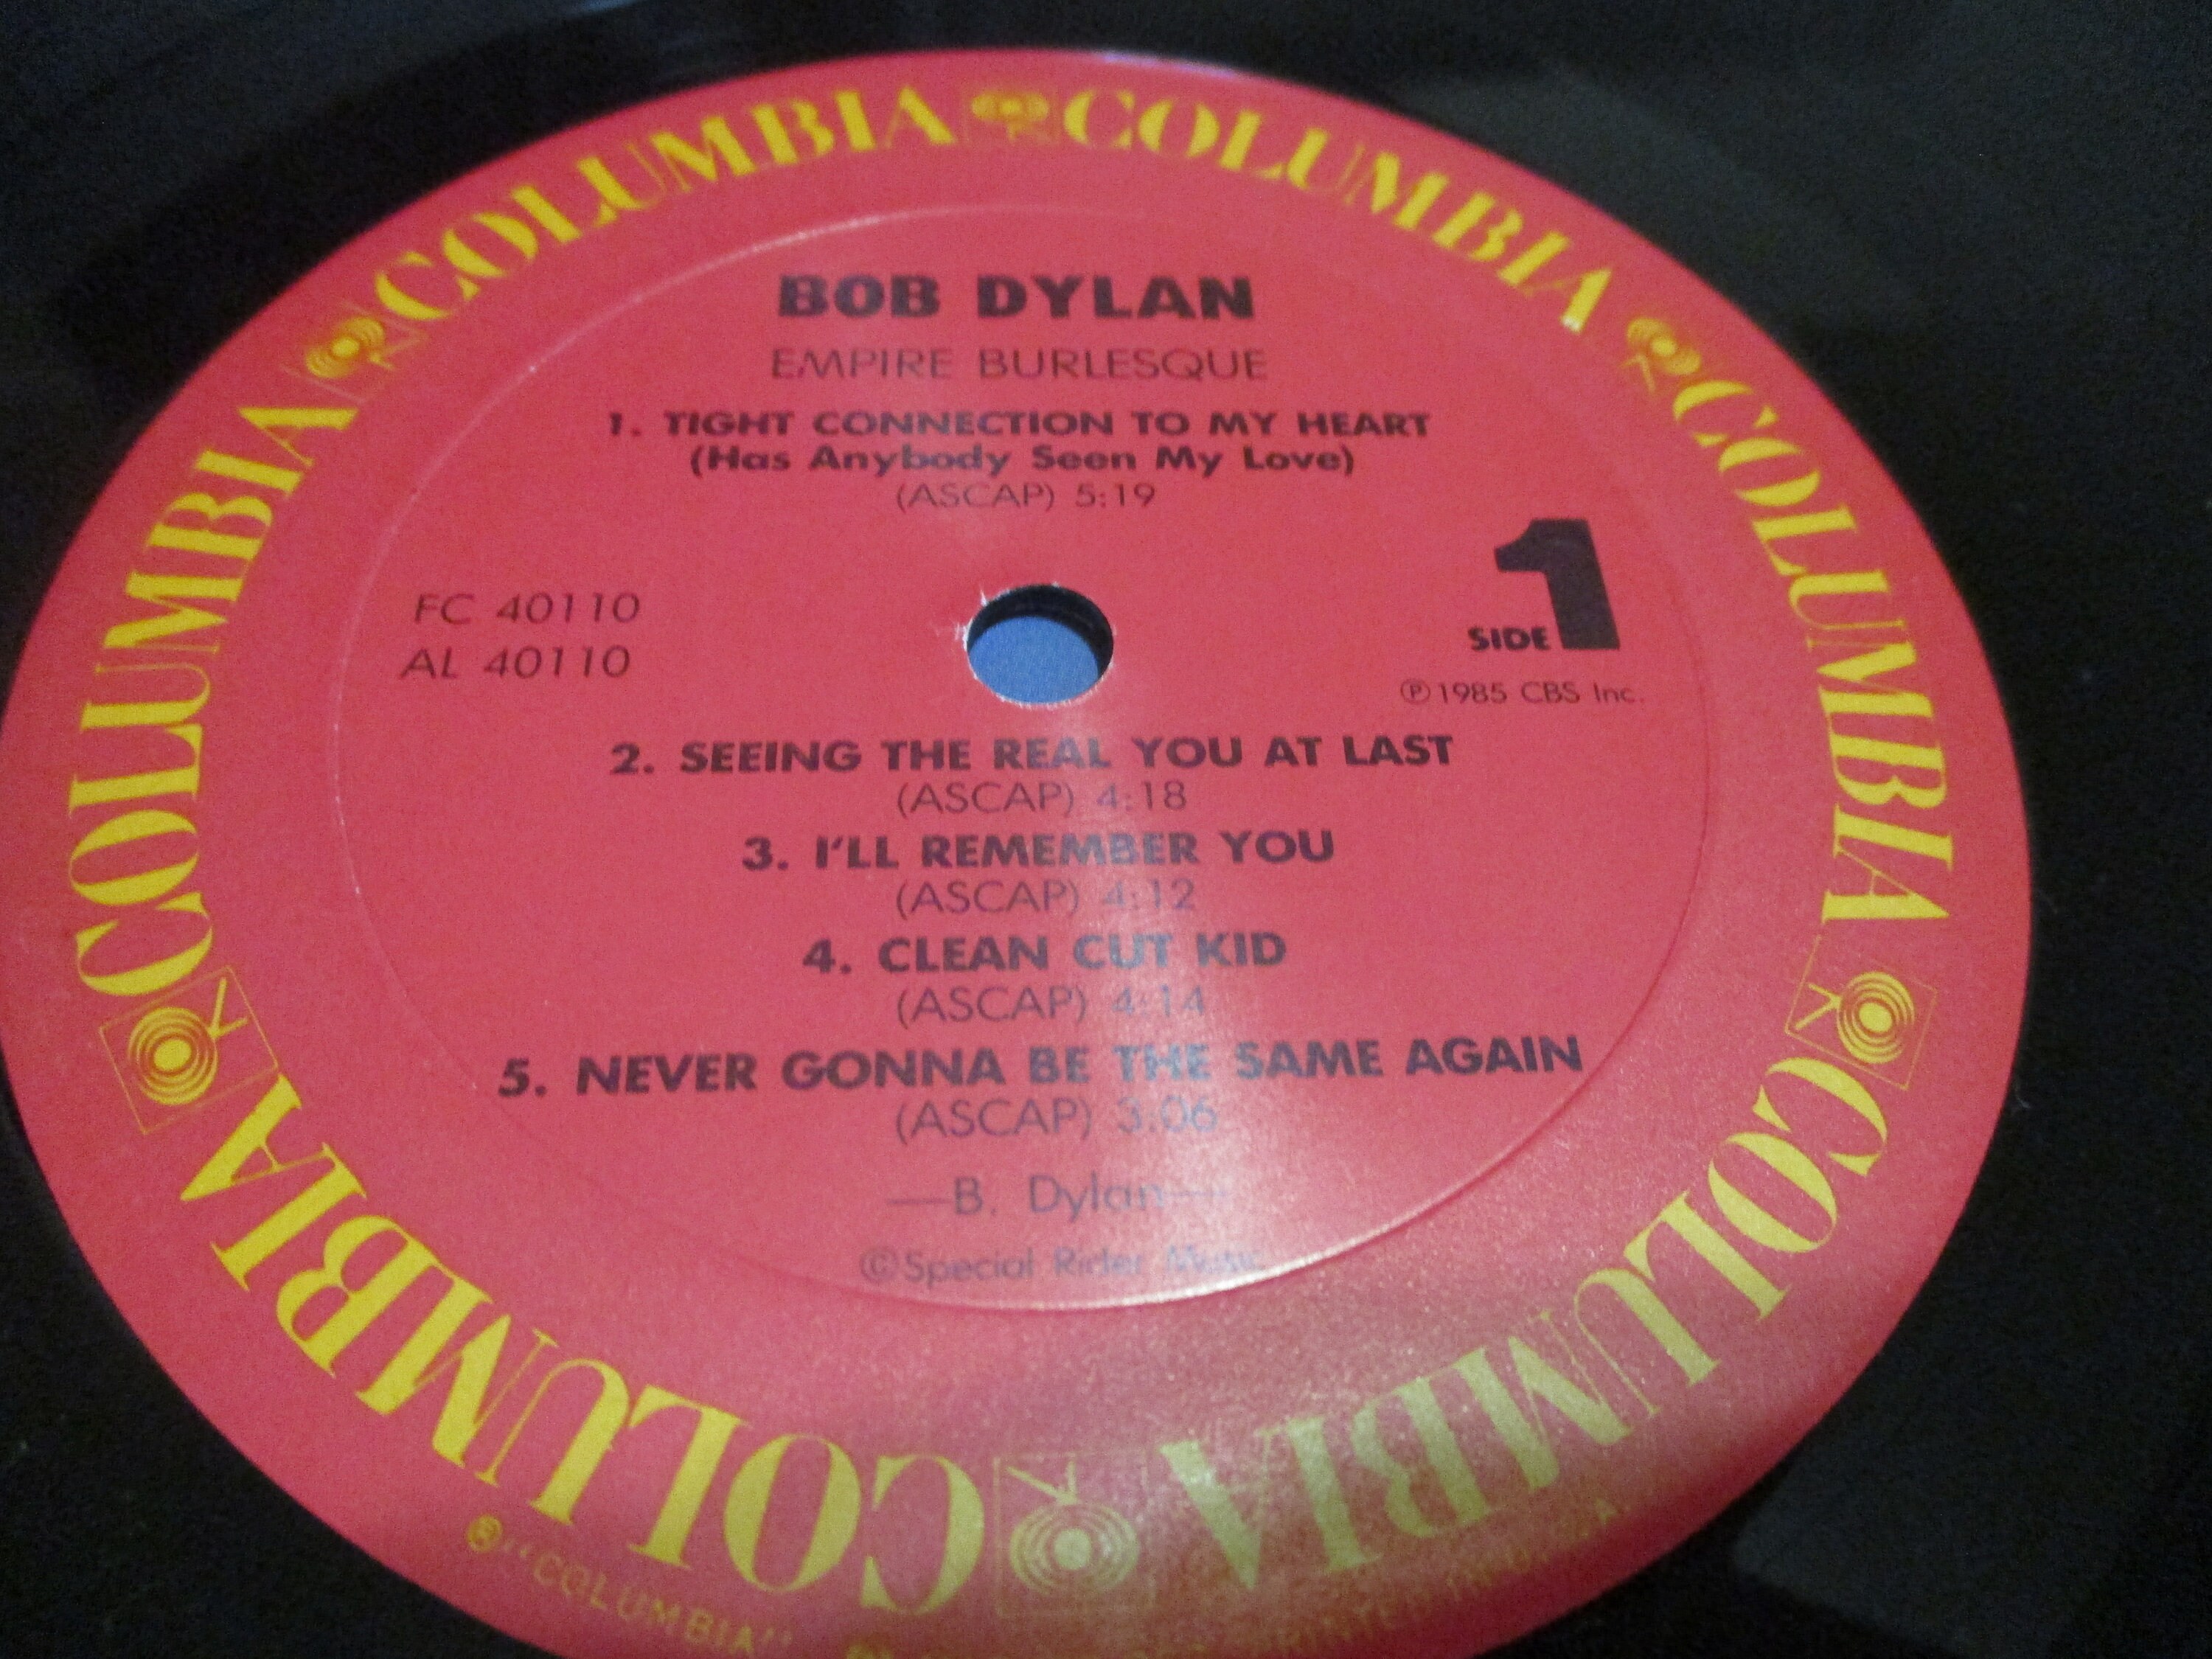 COLUMBIA COLUMBIA COLUMBIA COLUMBIA COLUMBIA COLUMBIA
BOB DYLAN
EMPIRE BURLESQUE
1. TIGHT CONNECTION TO MY HEART
(Has Anybody Seen My Love)
(ASCAP) 5:19
FC 40110
AL 40110
SIDE 1
℗1985 CBS Inc.
2. SEEING THE REAL YOU AT LAST
(ASCAP) 4:18
3. I'LL REMEMBER YOU
(ASCAP) 4:12
4. CLEAN CUT KID
(ASCAP) 4:14
5. NEVER GONNA BE THE SAME AGAIN
(ASCAP) 3:06
—B. Dylan—
©Special Rider Music
® "COLUMBIA" PRINTED IN U.S.A.